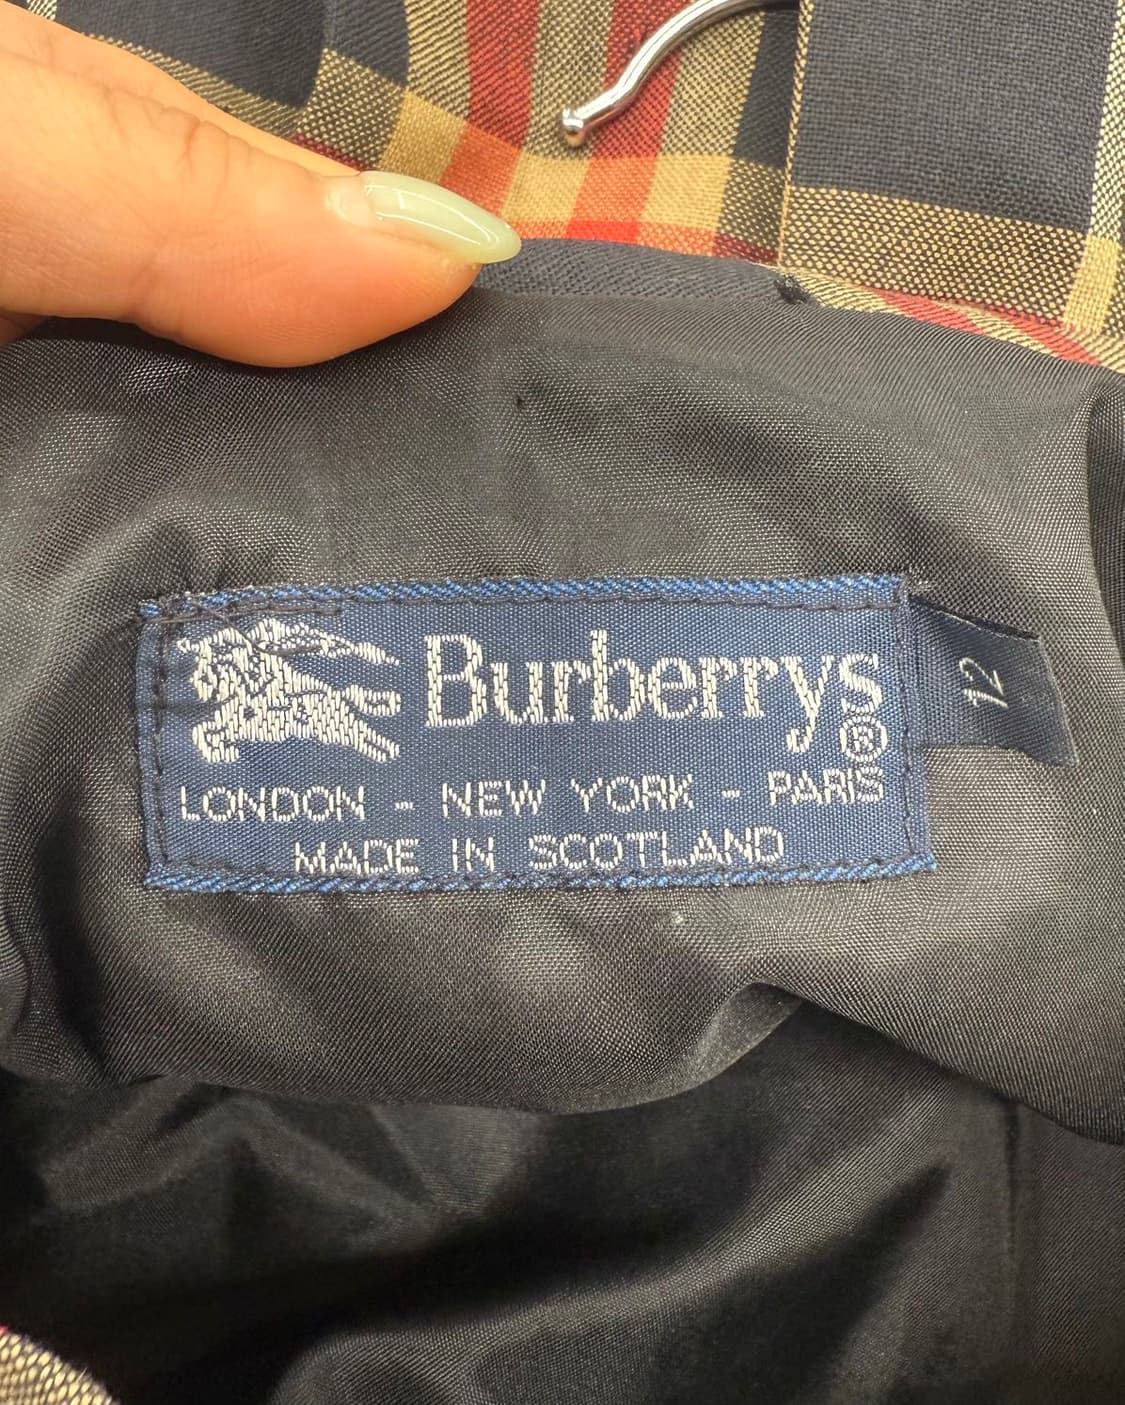 Burberrys®
LONDON - NEW YORK - PARIS
MADE IN SCOTLAND
12